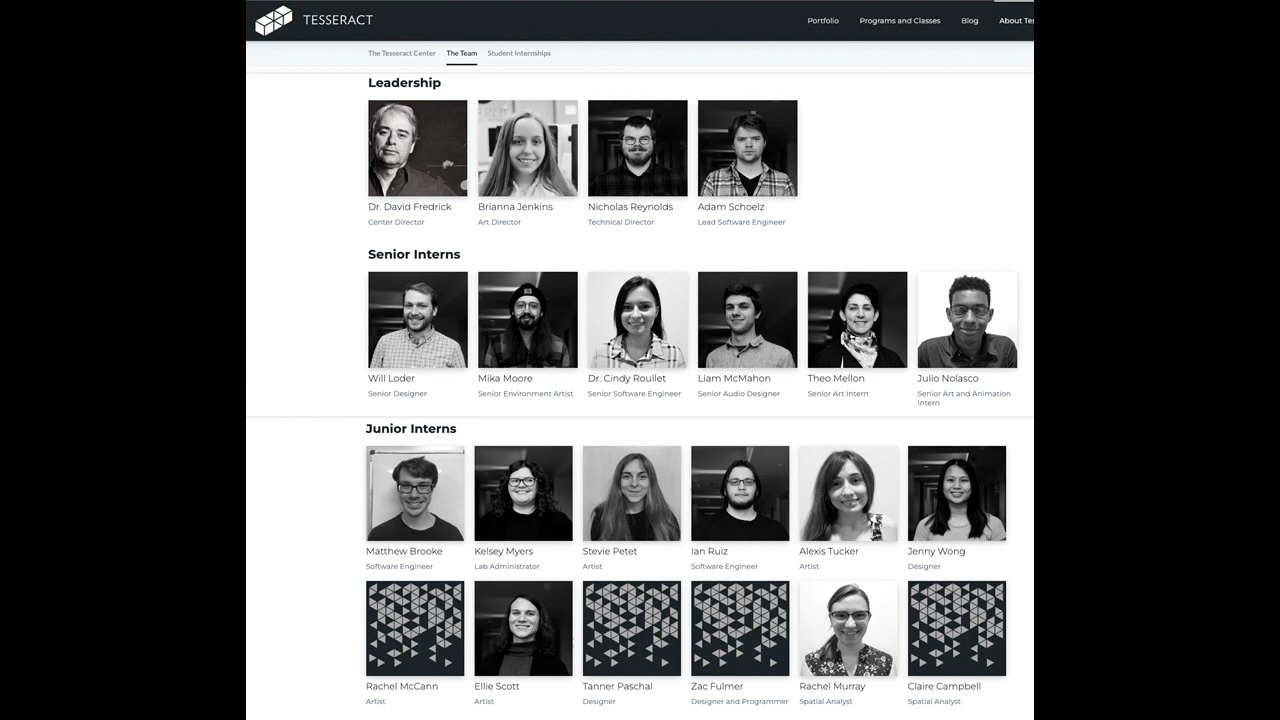 TESSERACT
Portfolio Programs and Classes Blog About Tes
The Tesseract Center The Team Student Internships
Leadership
Dr. David Fredrick Brianna Jenkins Nicholas Reynolds Adam Schoelz
Center Director Art Director Technical Director Lead Software Engineer
Senior Interns
Will Loder Mika Moore Dr. Cindy Roullet Liam McMahon Theo Mellon Julio Nolasco
Senior Designer Senior Environment Artist Senior Software Engineer Senior Audio Designer Senior Art Intern Senior Art and Animation
Intern
Junior Interns
Matthew Brooke Kelsey Myers Stevie Petet Ian Ruiz Alexis Tucker Jenny Wong
Software Engineer Lab Administrator Artist Software Engineer Artist Designer
Rachel McCann Ellie Scott Tanner Paschal Zac Fulmer Rachel Murray Claire Campbell
Artist Artist Designer Designer and Programmer Spatial Analyst Spatial Analyst